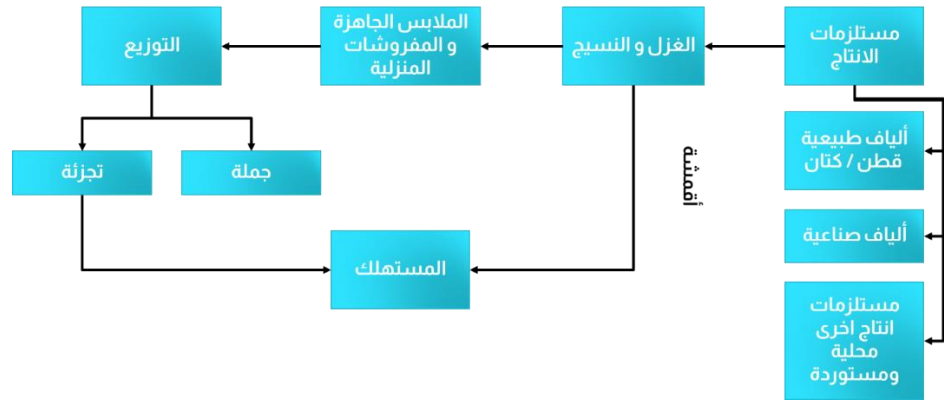 مستلزمات
الانتاج
الغزل و النسيج
الملابس الجاهزة
و المفروشات
المنزلية
التوزيع
ألياف طبيعية
قطن / كتان
أقمشة
جملة
تجزئة
ألياف صناعية
المستهلك
مستلزمات
انتاج اخرى
محلية
ومستوردة